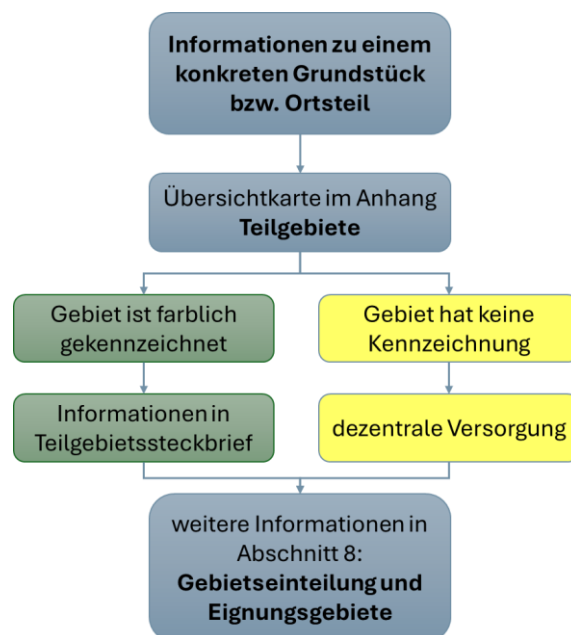 Informationen zu einem
konkreten Grundstück
bzw. Ortsteil
Übersichtkarte im Anhang
Teilgebiete
Gebiet ist farblich
gekennzeichnet
Gebiet hat keine
Kennzeichnung
Informationen in
Teilgebietssteckbrief
dezentrale Versorgung
weitere Informationen in
Abschnitt 8:
Gebietseinteilung und
Eignungsgebiete